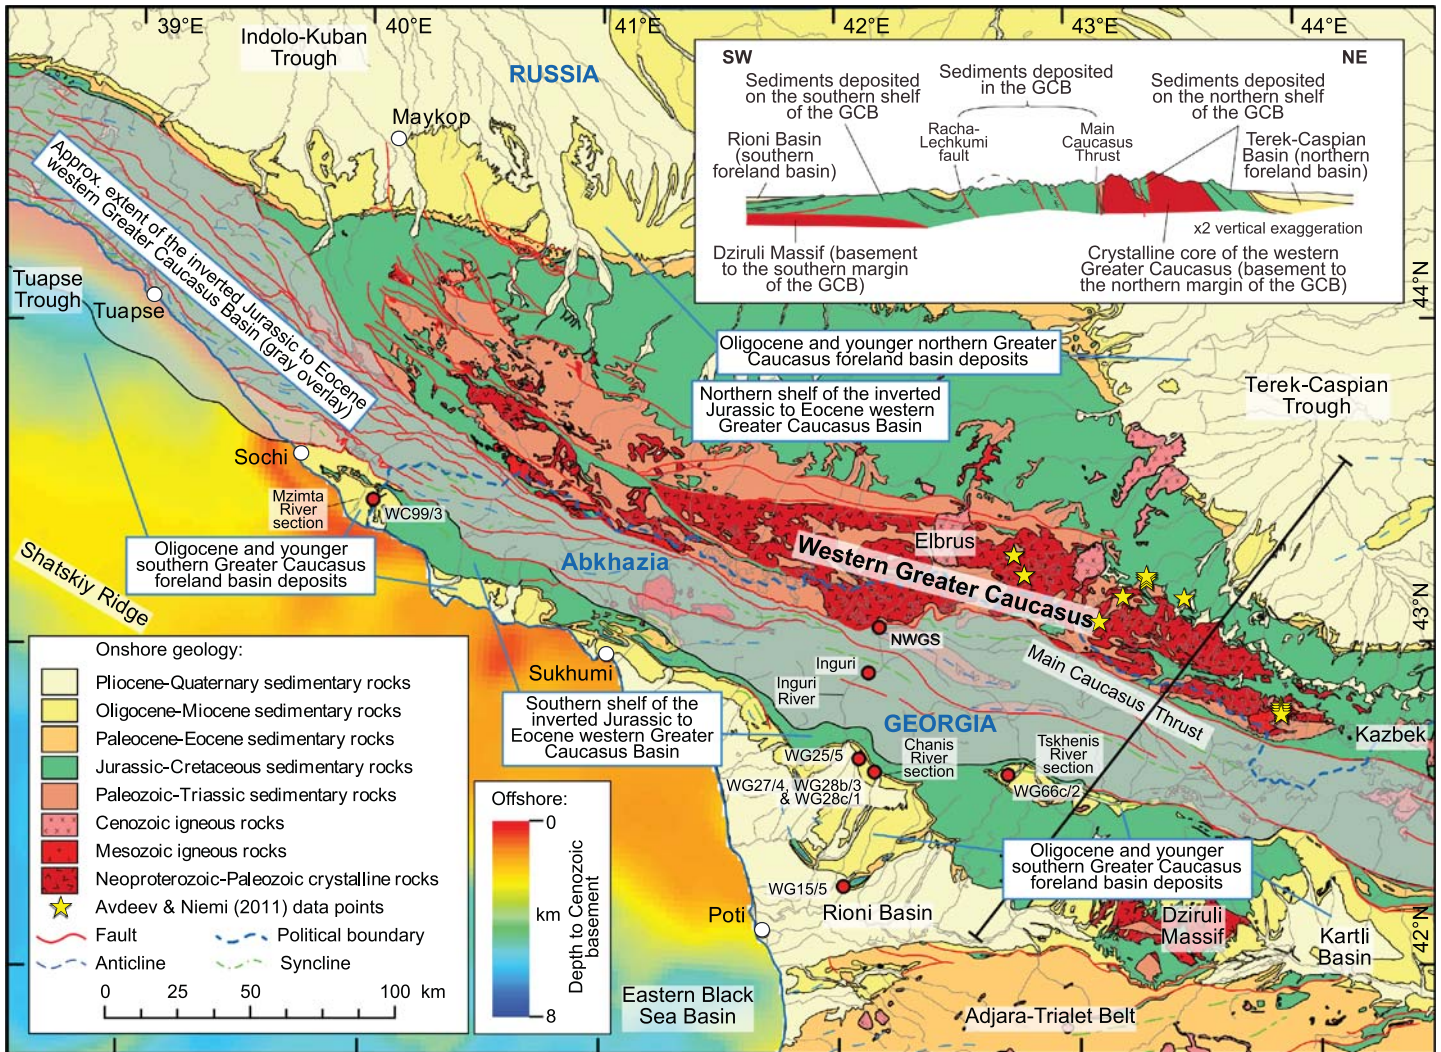 39°E
40°E
41°E
42°E
43°E
44°E
Indolo-Kuban
Trough
RUSSIA
Maykop
SW
NE
Sediments deposited
on the southern shelf
of the GCB
Sediments deposited
in the GCB
Sediments deposited
on the northern shelf
of the GCB
Rioni Basin
(southern
foreland basin)
Racha-
Lechkumi
fault
Main
Caucasus
Thrust
Terek-Caspian
Basin (northern
foreland basin)
x2 vertical exaggeration
Dziruli Massif (basement
to the southern margin
of the GCB)
Crystalline core of the western
Greater Caucasus (basement to
the northern margin of the GCB)
44°N
Approx. extent of the inverted Jurassic to Eocene
western Greater Caucasus Basin (gray overlay)
Tuapse
Trough
Tuapse
Oligocene and younger northern Greater
Caucasus foreland basin deposits
Northern shelf of the inverted
Jurassic to Eocene western
Greater Caucasus Basin
Terek-Caspian
Trough
Sochi
Mzimta
River
section
WC99/3
Oligocene and younger
southern Greater Caucasus
foreland basin deposits
Abkhazia
Elbrus
Western Greater Caucasus
43°N
Shatskiy Ridge
NWGS
Main Caucasus Thrust
Inguri
Inguri
River
Sukhumi
Southern shelf of the
inverted Jurassic to
Eocene western Greater
Caucasus Basin
GEORGIA
Kazbek
Chanis
River
section
Tskhenis
River
section
WG25/5
WG27/4, WG28b/3
& WG28c/1
WG66c/2
Oligocene and younger
southern Greater Caucasus
foreland basin deposits
WG15/5
Rioni Basin
Poti
Dziruli
Massif
Kartli
Basin
42°N
Eastern Black
Sea Basin
Adjara-Trialet Belt
Onshore geology:
Pliocene-Quaternary sedimentary rocks
Oligocene-Miocene sedimentary rocks
Paleocene-Eocene sedimentary rocks
Jurassic-Cretaceous sedimentary rocks
Paleozoic-Triassic sedimentary rocks
Cenozoic igneous rocks
Mesozoic igneous rocks
Neoproterozoic-Paleozoic crystalline rocks
Avdeev & Niemi (2011) data points
Fault
Political boundary
Anticline
Syncline
0 25 50 100 km
Offshore:
0
km
8
Depth to Cenozoic
basement